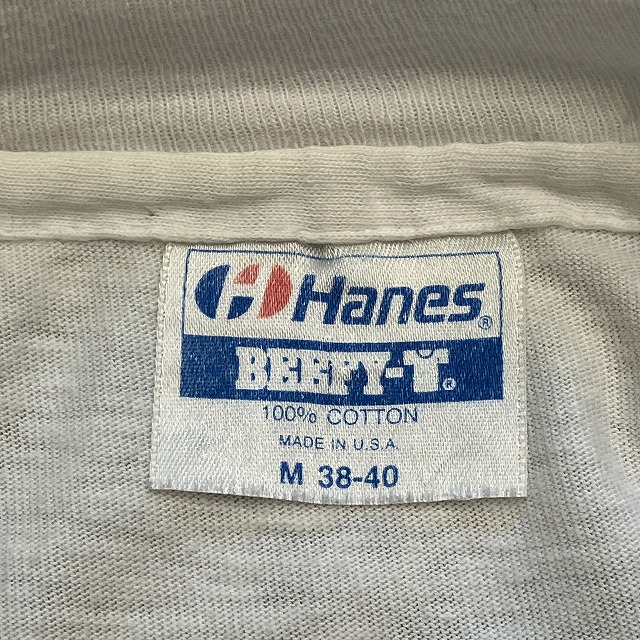 Hanes®
BEEFY-T®
100% COTTON
MADE IN U.S.A.
M 38-40